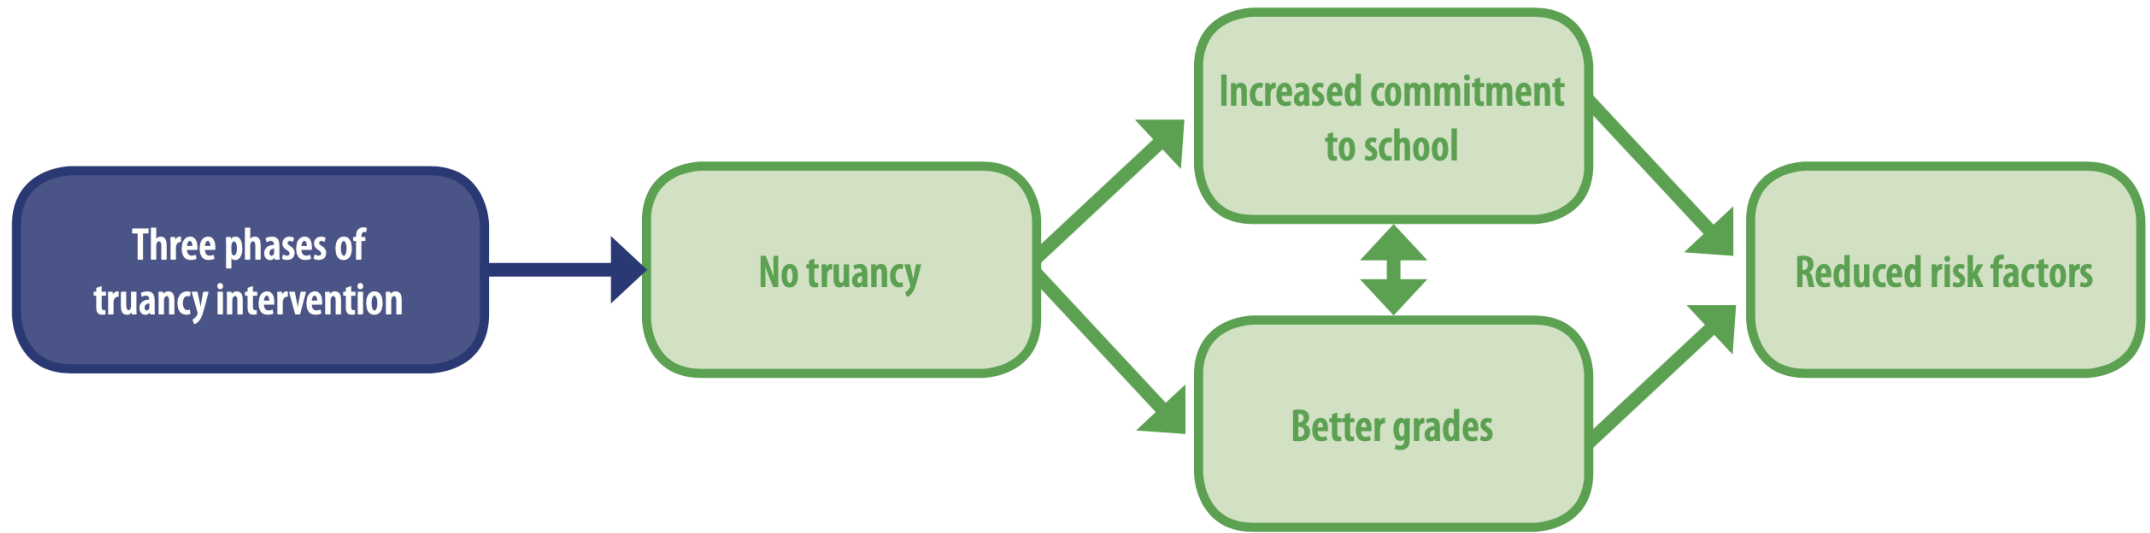 Three phases of
truancy intervention
No truancy
Increased commitment
to school
Better grades
Reduced risk factors